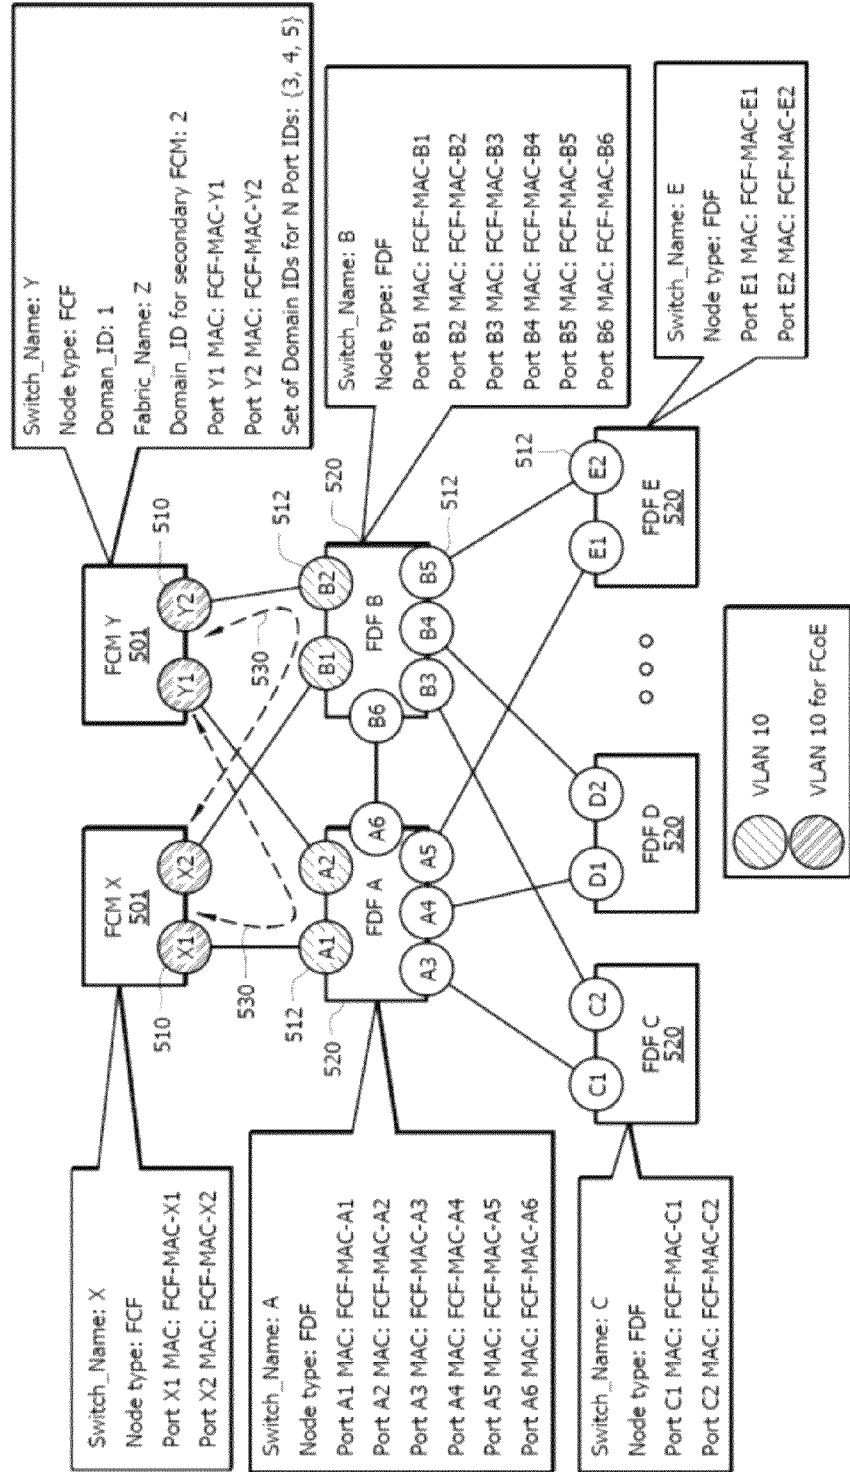 Switch_Name: X
Node type: FCF
Port X1 MAC: FCF-MAC-X1
Port X2 MAC: FCF-MAC-X2
Switch_Name: Y
Node type: FCF
Doman_ID: 1
Fabric_Name: Z
Domain_ID for secondary FCM: 2
Port Y1 MAC: FCF-MAC-Y1
Port Y2 MAC: FCF-MAC-Y2
Set of Domain IDs for N Port IDs: {3, 4, 5}
FCM X
501
FCM Y
501
510
X1
X2
Y1
Y2
510
530
530
512
512
520
520
A1
A2
B1
B2
FDF A
FDF B
A6
B6
A3
A4
A5
B3
B4
B5
512
Switch_Name: A
Node type: FDF
Port A1 MAC: FCF-MAC-A1
Port A2 MAC: FCF-MAC-A2
Port A3 MAC: FCF-MAC-A3
Port A4 MAC: FCF-MAC-A4
Port A5 MAC: FCF-MAC-A5
Port A6 MAC: FCF-MAC-A6
Switch_Name: B
Node type: FDF
Port B1 MAC: FCF-MAC-B1
Port B2 MAC: FCF-MAC-B2
Port B3 MAC: FCF-MAC-B3
Port B4 MAC: FCF-MAC-B4
Port B5 MAC: FCF-MAC-B5
Port B6 MAC: FCF-MAC-B6
C1
C2
D1
D2
E1
E2
512
FDF C
520
FDF D
520
FDF E
520
Switch_Name: C
Node type: FDF
Port C1 MAC: FCF-MAC-C1
Port C2 MAC: FCF-MAC-C2
Switch_Name: E
Node type: FDF
Port E1 MAC: FCF-MAC-E1
Port E2 MAC: FCF-MAC-E2
VLAN 10
VLAN 10 for FCoE